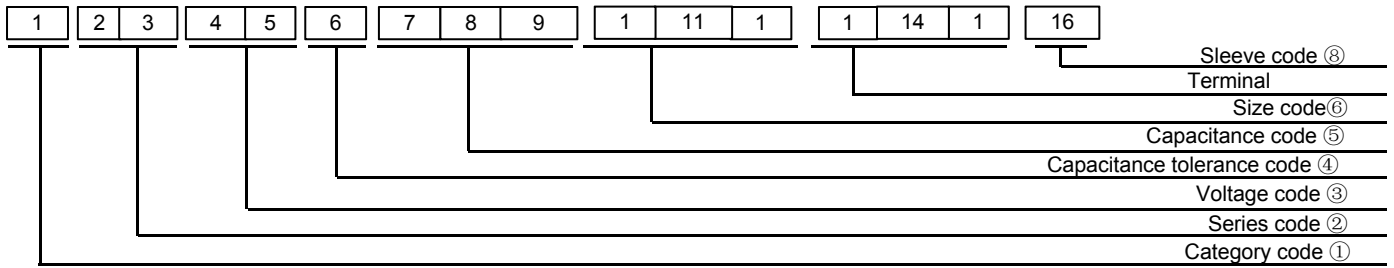 1 2 3 4 5 6 7 8 9 1 11 1 1 14 1 16
Sleeve code ⑧
Terminal
Size code⑥
Capacitance code ⑤
Capacitance tolerance code ④
Voltage code ③
Series code ②
Category code ①